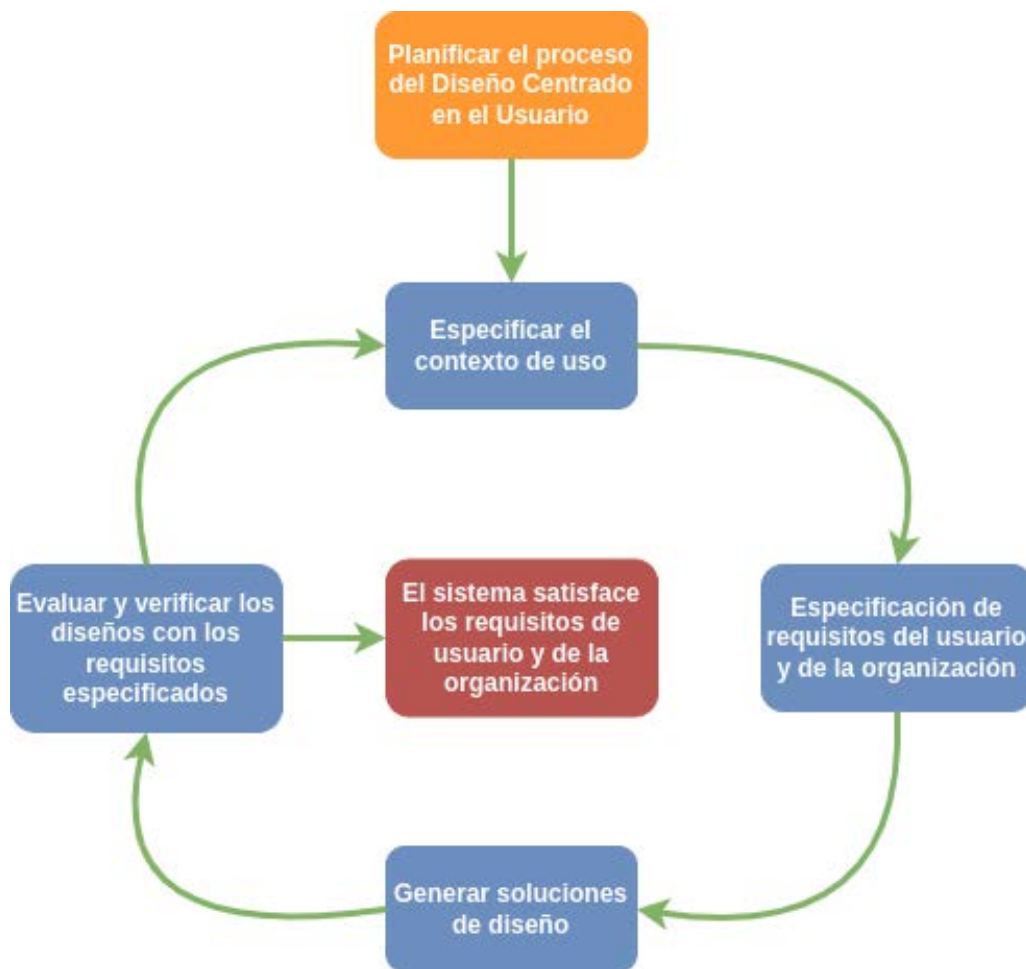 Planificar el proceso
del Diseño Centrado
en el Usuario
Especificar el
contexto de uso
Evaluar y verificar los
diseños con los
requisitos
especificados
El sistema satisface
los requisitos de
usuario y de la
organización
Especificación de
requisitos del usuario
y de la organización
Generar soluciones
de diseño